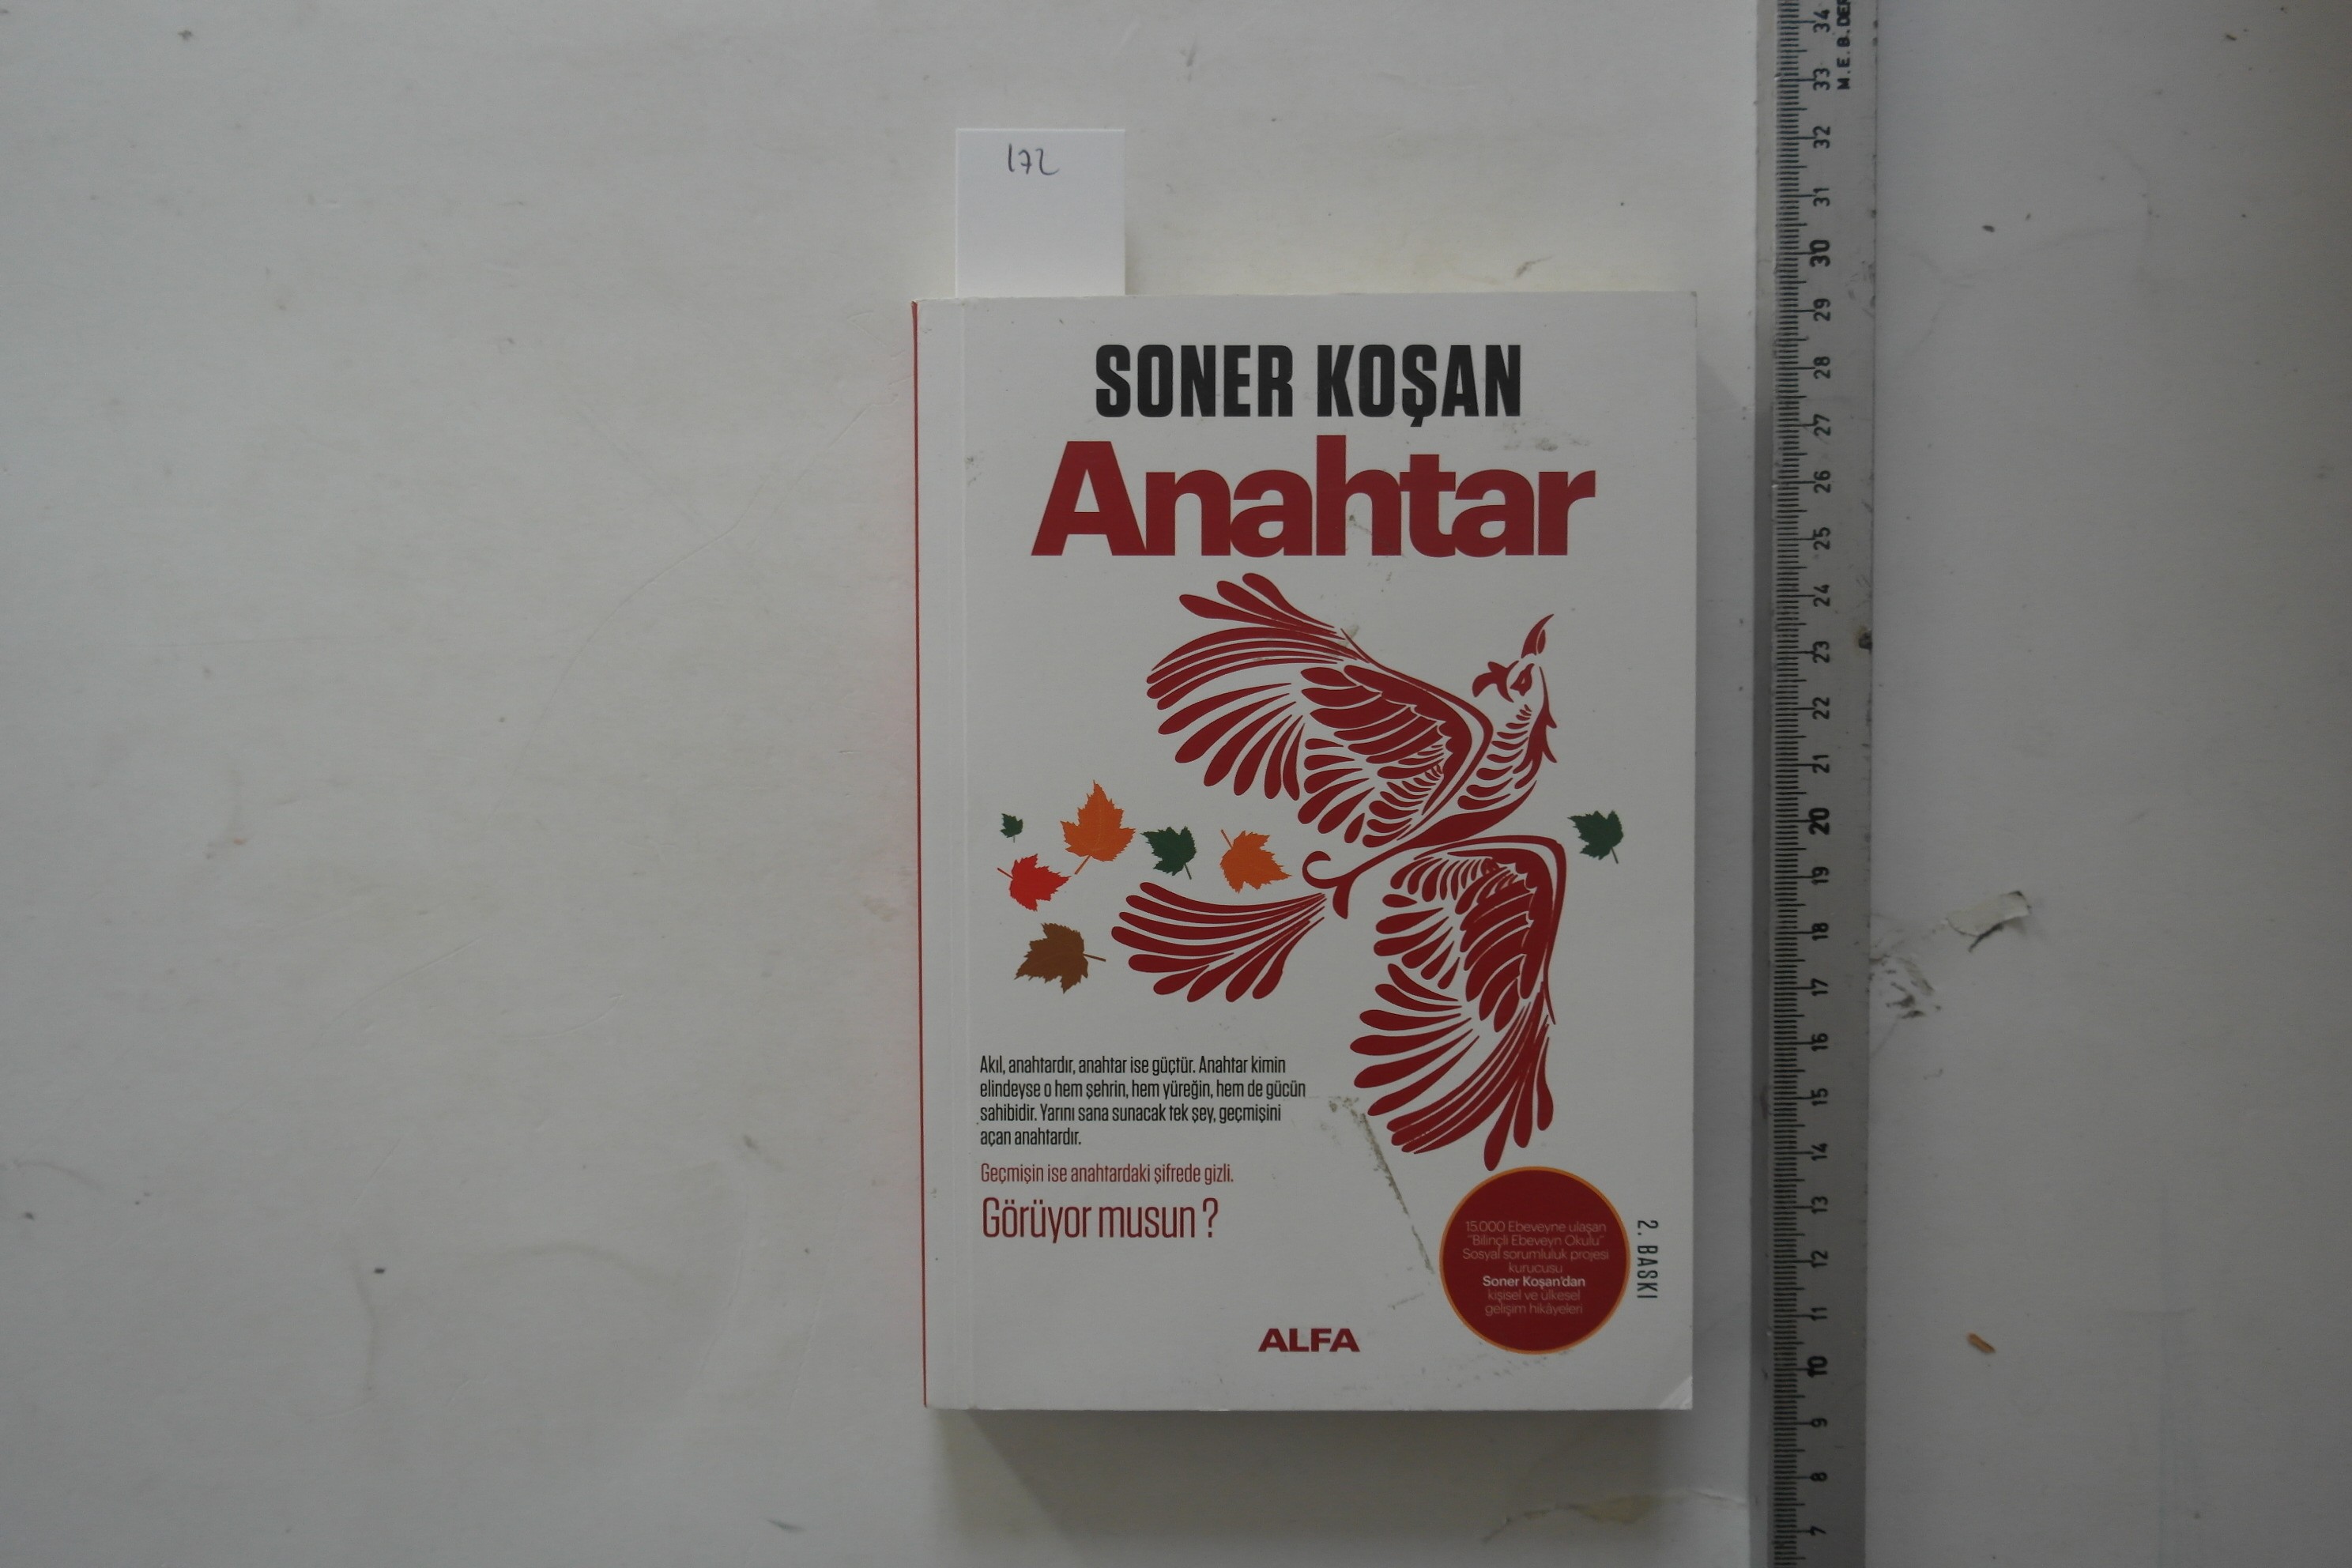 172
SONER KOŞAN
Anahtar
Akıl, anahtardır, anahtar ise güçtür. Anahtar kimin
elindeyse o hem şehrin, hem yüreğin, hem de gücün
sahibidir. Yarını sana sunacak tek şey, geçmişini
açan anahtardır.
Geçmişin ise anahtardaki şifrede gizli.
Görüyor musun ?
15.000 Ebeveyne ulaşan
"Bilinçli Ebeveyn Okulu"
Sosyal sorumluluk projesi
kurucusu
Soner Koşan'dan
kişisel ve ülkesel
gelişim hikâyeleri
2. BASKI
ALFA
M.E.B. DER
34
33
32
31
30
29
28
27
26
25
24
23
22
21
20
19
18
17
16
15
14
13
12
11
10
9
8
7